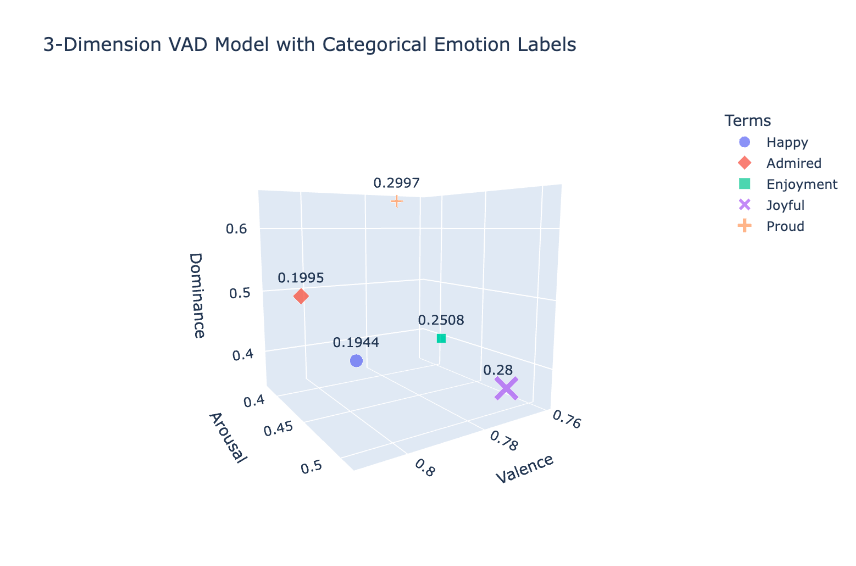 3-Dimension VAD Model with Categorical Emotion Labels
Terms
Happy
Admired
Enjoyment
Joyful
Proud
0.2997
0.1995
0.2508
0.1944
0.28
Dominance
0.6
0.5
0.4
Arousal
0.4
0.45
0.5
Valence
0.8
0.78
0.76